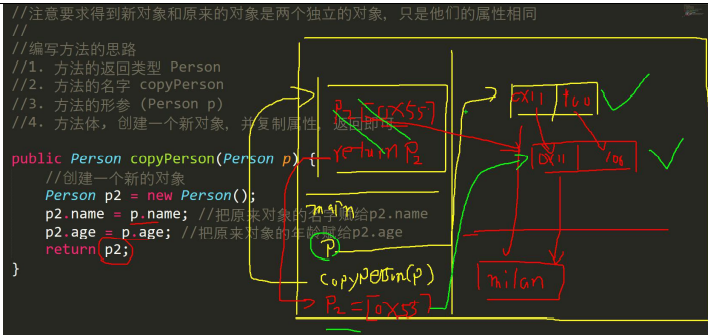 //注意要求得到新对象和原来的对象是两个独立的对象，只是他们的属性相同
//
//编写方法的思路
//1. 方法的返回类型 Person
//2. 方法的名字 copyPerson
//3. 方法的形参 (Person p)
//4. 方法体, 创建一个新对象, 并复制属性, 返回即可
public Person copyPerson(Person p) {
//创建一个新的对象
Person p2 = new Person();
p2.name = p.name; //把原来对象的名字赋给p2.name
p2.age = p.age; //把原来对象的年龄赋给p2.age
return p2;
}
P2 = [0x55]
return P2
main
P
copyPerson(p)
P2 = [0x55]
0x11 100
0x11 100
milan